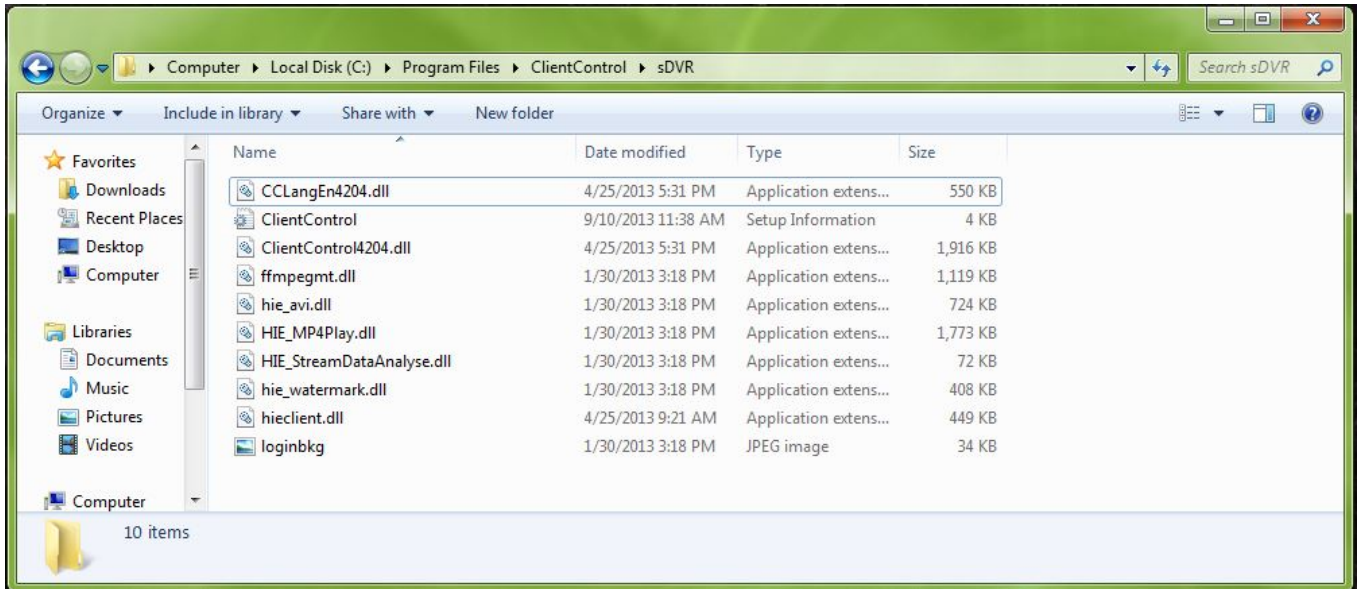 Computer Local Disk (C:) Program Files ClientControl sDVR Search sDVR
Organize Include in library Share with New folder
Favorites
Downloads
Recent Places
Desktop
Computer
Libraries
Documents
Music
Pictures
Videos
Computer
Name Date modified Type Size
CCLangEn4204.dll 4/25/2013 5:31 PM Application extens... 550 KB
ClientControl 9/10/2013 11:38 AM Setup Information 4 KB
ClientControl4204.dll 4/25/2013 5:31 PM Application extens... 1,916 KB
ffmpegmt.dll 1/30/2013 3:18 PM Application extens... 1,119 KB
hie_avi.dll 1/30/2013 3:18 PM Application extens... 724 KB
HIE_MP4Play.dll 1/30/2013 3:18 PM Application extens... 1,773 KB
HIE_StreamDataAnalyse.dll 1/30/2013 3:18 PM Application extens... 72 KB
hie_watermark.dll 1/30/2013 3:18 PM Application extens... 408 KB
hieclient.dll 4/25/2013 9:21 AM Application extens... 449 KB
loginbkg 1/30/2013 3:18 PM JPEG image 34 KB
10 items